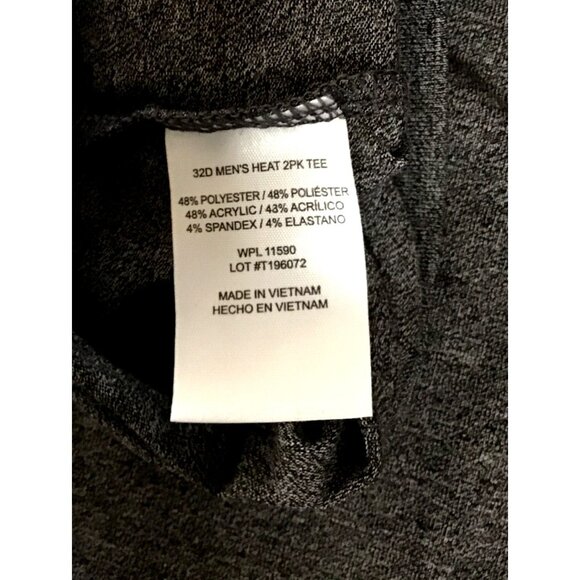 32D MEN'S HEAT 2PK TEE
48% POLYESTER / 48% POLIÉSTER
48% ACRYLIC / 48% ACRÍLICO
4% SPANDEX / 4% ELASTANO
WPL 11590
LOT #T196072
MADE IN VIETNAM
HECHO EN VIETNAM